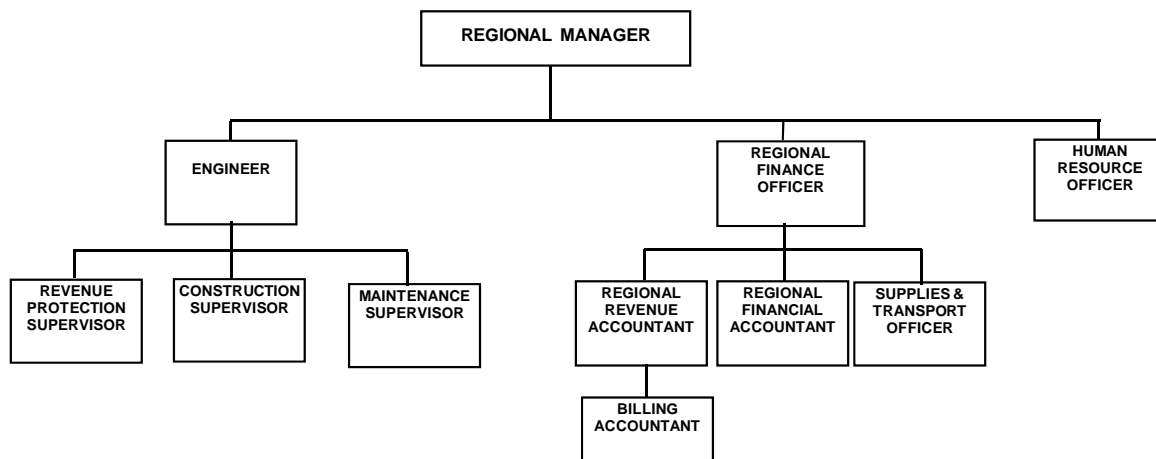 REGIONAL MANAGER
ENGINEER
REGIONAL
FINANCE
OFFICER
HUMAN
RESOURCE
OFFICER
REVENUE
PROTECTION
SUPERVISOR
CONSTRUCTION
SUPERVISOR
MAINTENANCE
SUPERVISOR
REGIONAL
REVENUE
ACCOUNTANT
REGIONAL
FINANCIAL
ACCOUNTANT
SUPPLIES &
TRANSPORT
OFFICER
BILLING
ACCOUNTANT